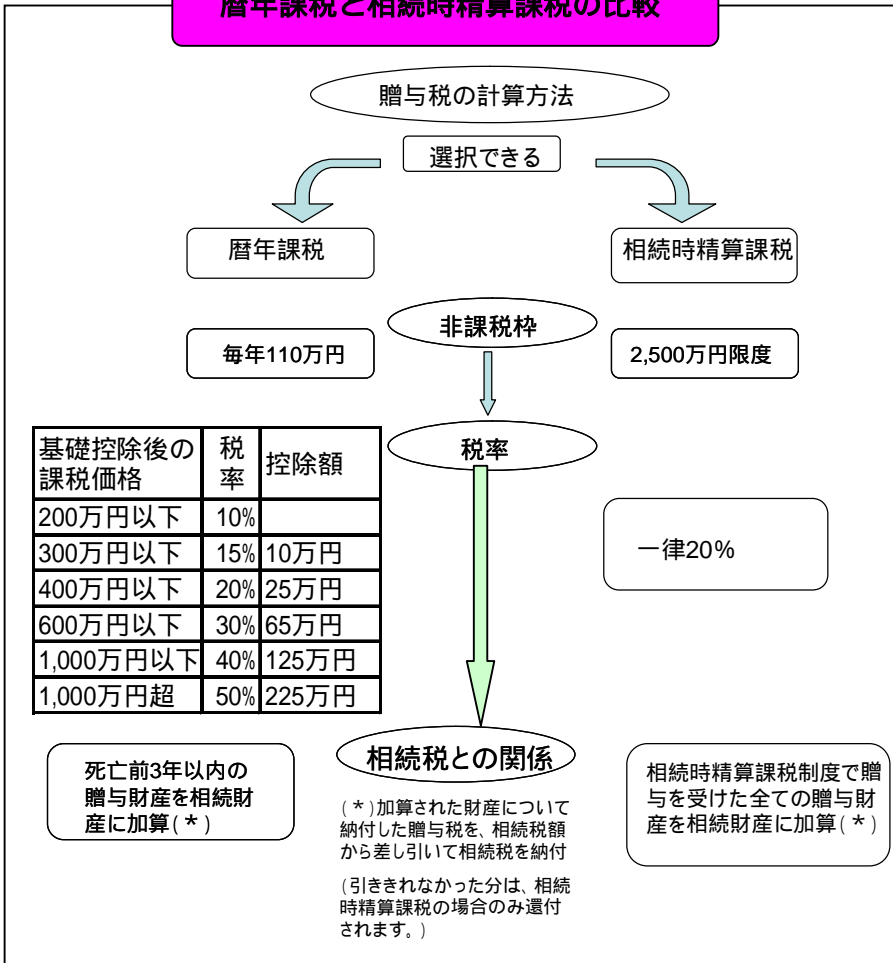 暦年課税と相続時精算課税の比較
贈与税の計算方法
選択できる
暦年課税
相続時精算課税
非課税枠
毎年110万円
2,500万円限度
税率
基礎控除後の
課税価格
税
率
控除額
200万円以下 10%
300万円以下 15% 10万円
400万円以下 20% 25万円
600万円以下 30% 65万円
1,000万円以下 40% 125万円
1,000万円超 50% 225万円
一律20%
相続税との関係
死亡前3年以内の
贈与財産を相続財
産に加算(*)
(*)加算された財産について
納付した贈与税を、相続税額
から差し引いて相続税を納付
(引ききれなかった分は、相続
時精算課税の場合のみ還付
されます。)
相続時精算課税制度で贈
与を受けた全ての贈与財
産を相続財産に加算(*)